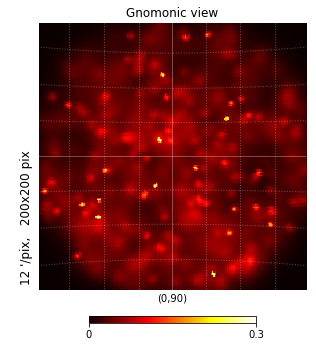 Gnomonic view
12 '/pix,   200x200 pix
(0,90)
0
0.3